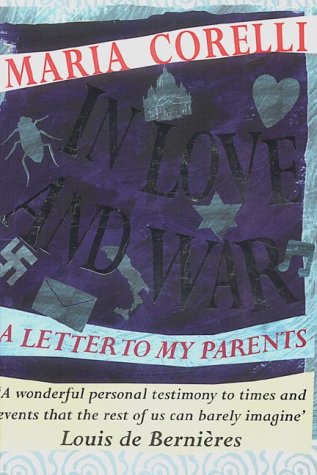 MARIA CORELLI
IN LOVE
AND WAR
A LETTER TO MY PARENTS
'A wonderful personal testimony to times and
events that the rest of us can barely imagine'
Louis de Bernières